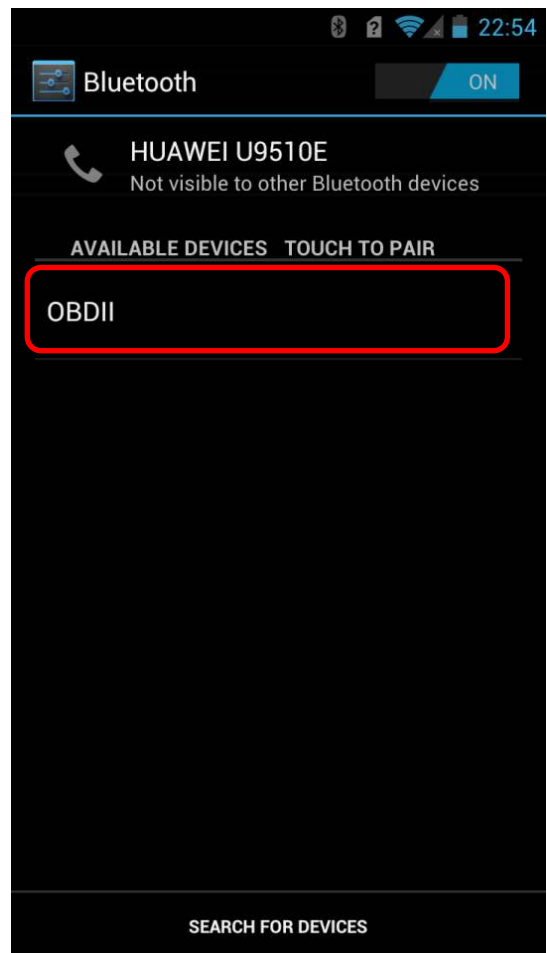 22:54
Bluetooth ON
HUAWEI U9510E
Not visible to other Bluetooth devices
AVAILABLE DEVICES TOUCH TO PAIR
OBDII
SEARCH FOR DEVICES